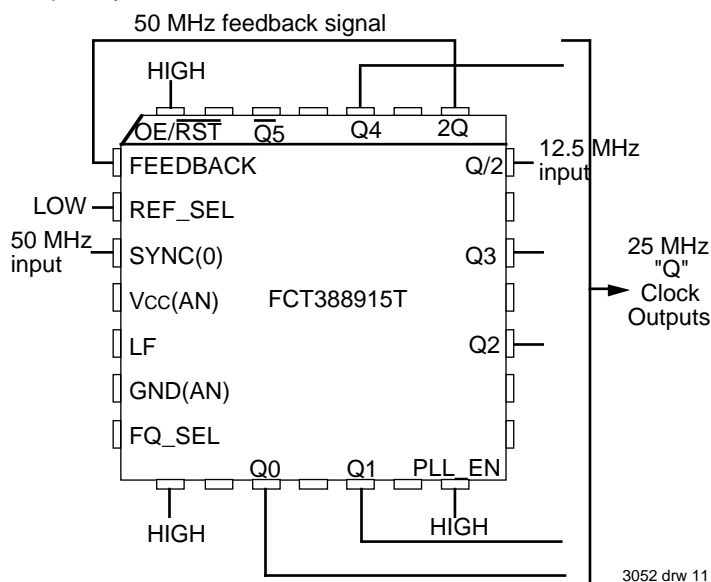 50 MHz feedback signal
HIGH
OE/RST Q5 Q4 2Q
FEEDBACK
Q/2
12.5 MHz
input
LOW
REF_SEL
50 MHz
input
SYNC(0)
Q3
25 MHz
"Q"
Clock
Outputs
VCC(AN)
FCT388915T
LF
Q2
GND(AN)
FQ_SEL
Q0 Q1 PLL_EN
HIGH
HIGH
3052 drw 11